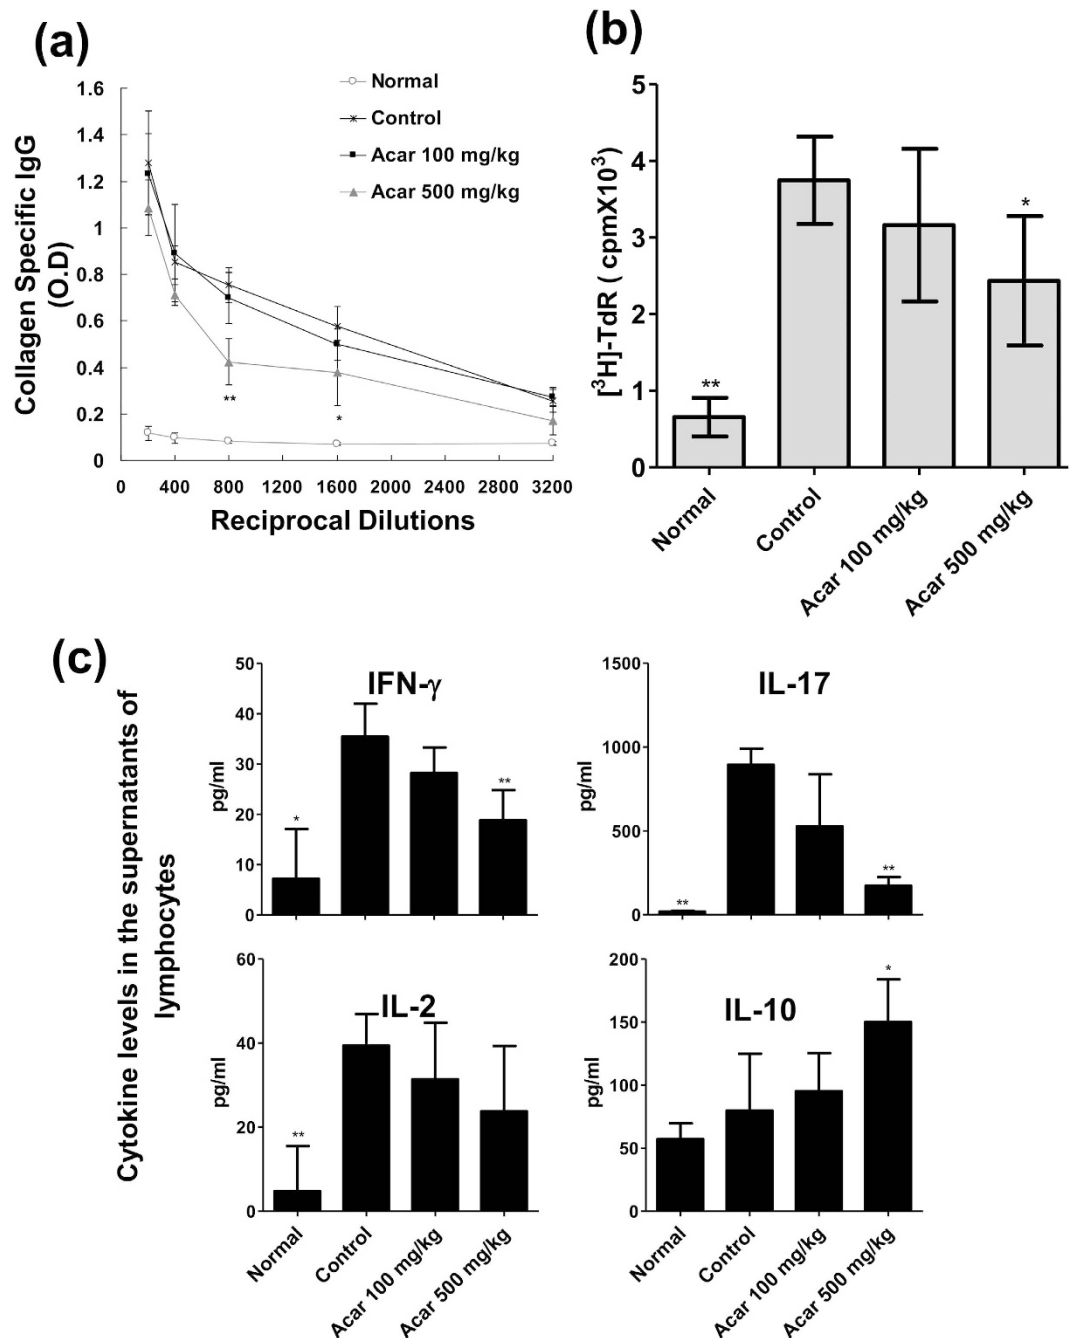 (a)
Normal
Control
Acar 100 mg/kg
Acar 500 mg/kg
Collagen Specific IgG
(O.D)
1.6
1.4
1.2
1
0.8
0.6
0.4
0.2
0
**
*
0 400 800 1600 2000 2400 2800 3200
Reciprocal Dilutions
(b)
[³H]-TdR ( cpmX10³)
5
4
3
2
1
0
**
*
Normal
Control
Acar 100 mg/kg
Acar 500 mg/kg
(c)
Cytokine levels in the supernatants of
lymphocytes
IFN-γ
pg/ml
50
40
30
20
10
0
*
**
IL-17
pg/ml
1500
1000
500
0
**
**
IL-2
pg/ml
60
40
20
0
**
Normal
Control
Acar 100 mg/kg
Acar 500 mg/kg
IL-10
pg/ml
200
150
100
50
0
*
Normal
Control
Acar 100 mg/kg
Acar 500 mg/kg